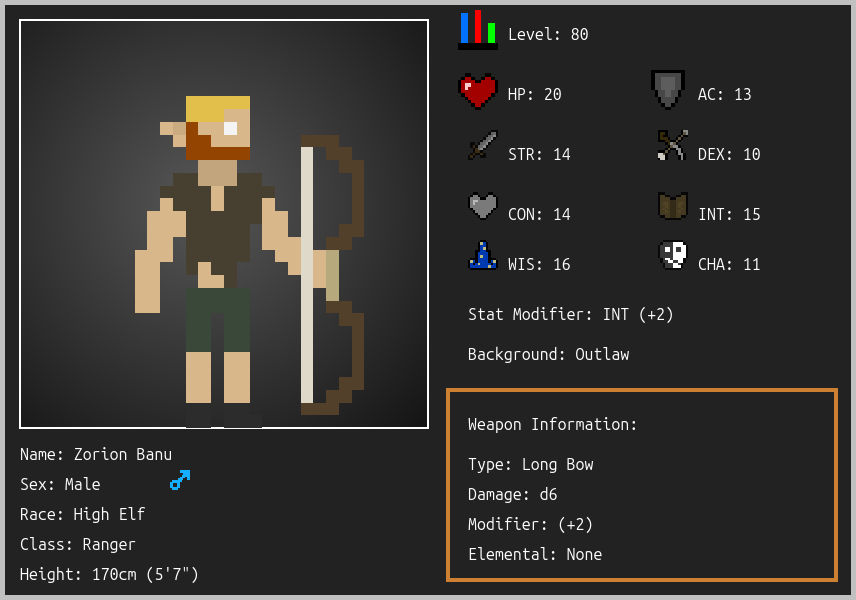 Level: 80
HP: 20
AC: 13
STR: 14
DEX: 10
CON: 14
INT: 15
WIS: 16
CHA: 11
Stat Modifier: INT (+2)
Background: Outlaw
Weapon Information:
Type: Long Bow
Damage: d6
Modifier: (+2)
Elemental: None
Name: Zorion Banu
Sex: Male
Race: High Elf
Class: Ranger
Height: 170cm (5'7")